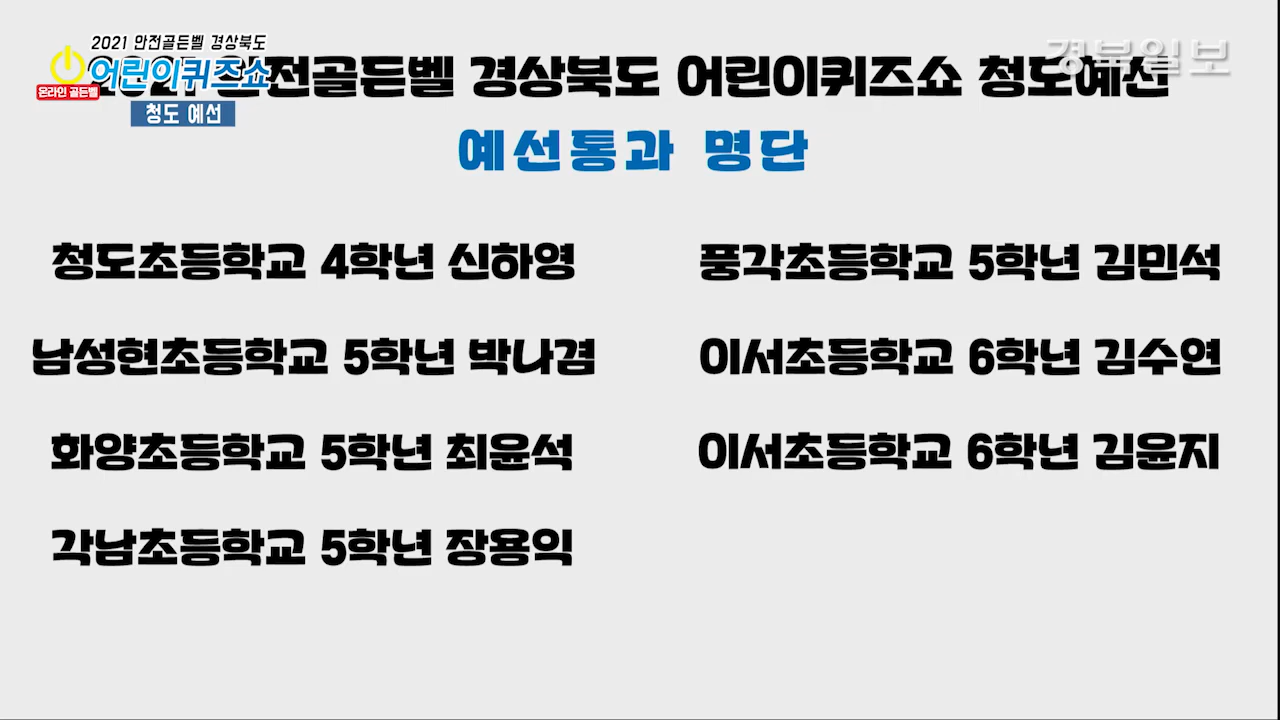 2021 안전골든벨 경상북도
어린이퀴즈쇼
온라인 골든벨
청도 예선
경북일보
전골든벨 경상북도 어린이퀴즈쇼 청도예선
예선통과 명단
청도초등학교 4학년 신하영
남성현초등학교 5학년 박나겸
화양초등학교 5학년 최윤석
각남초등학교 5학년 장용익
풍각초등학교 5학년 김민석
이서초등학교 6학년 김수연
이서초등학교 6학년 김윤지